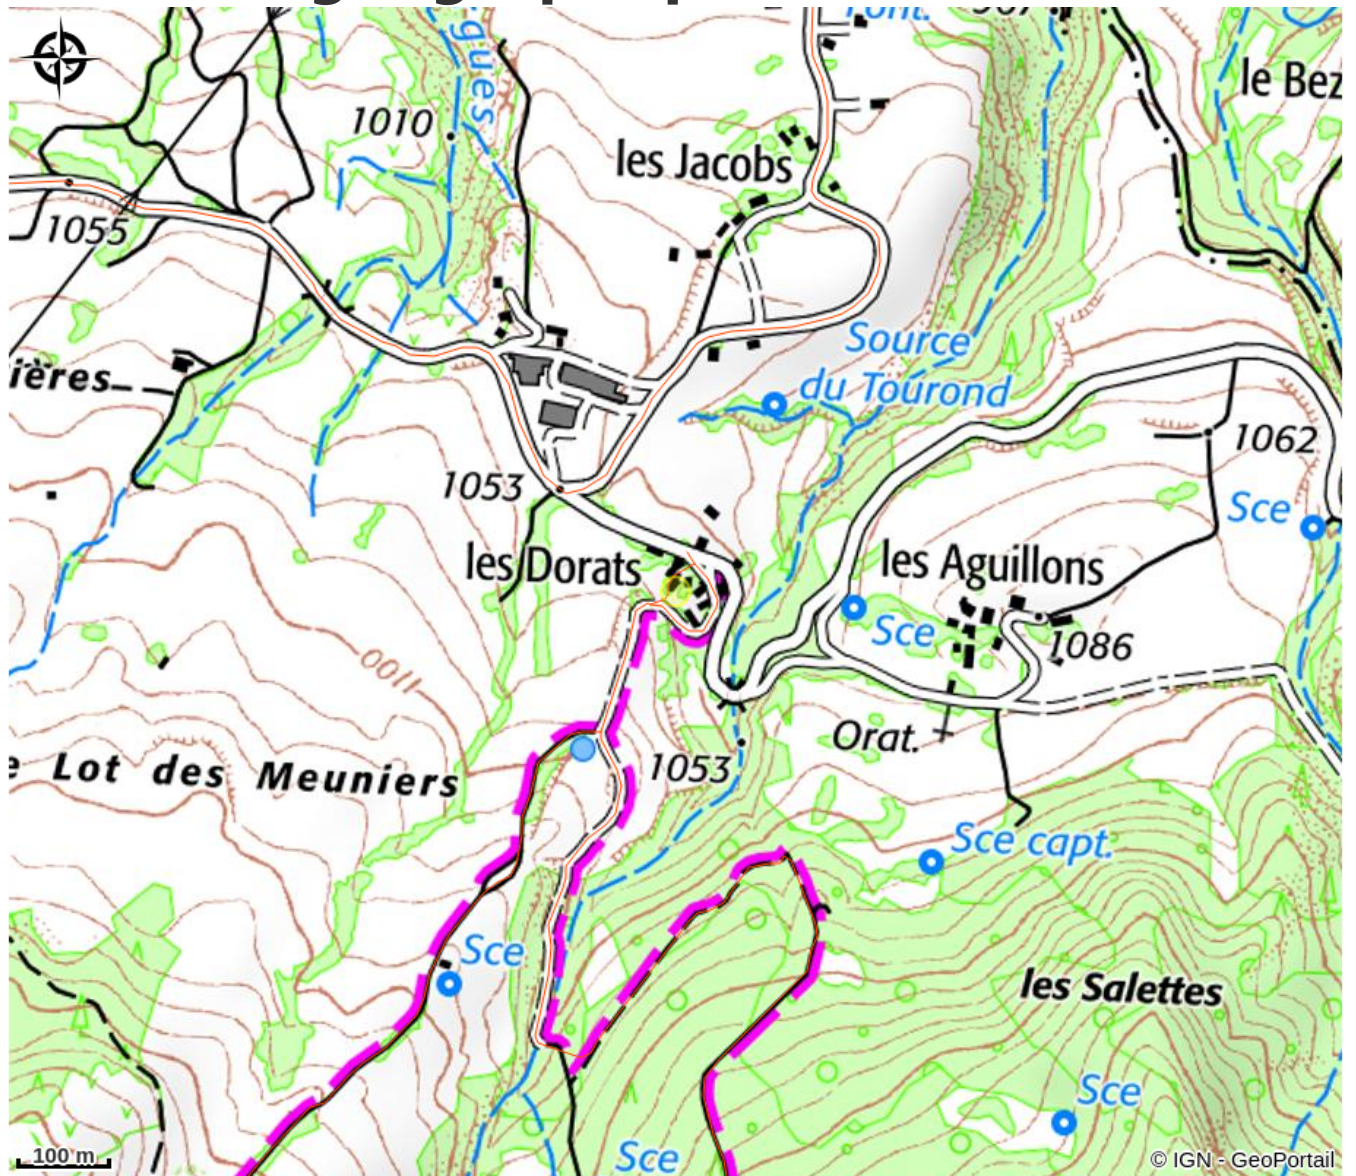 Font.
le Bez
1010
les Jacobs
1055
Source
du Tourond
ières
1062
1053
Sce
les Dorats
les Aguillons
Sce
1086
1100
Orat.
Lot des Meuniers
1053
Sce capt.
Sce
les Salettes
Sce
Sce
100 m
© IGN - GeoPortail